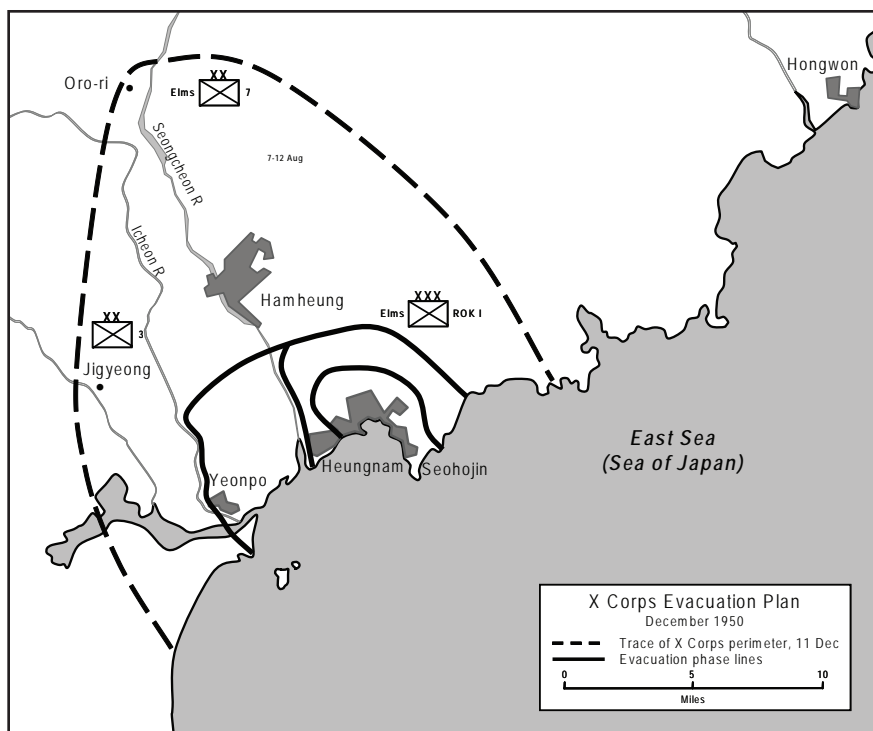 Hongwon
Oro-ri
XX
Elms 7
Seongcheon R
7-12 Aug
Icheon R
Hamheung
XXX
Elms ROK I
XX
3
Jigyeong
East Sea
(Sea of Japan)
Heungnam Seohojin
Yeonpo
X Corps Evacuation Plan
December 1950
Trace of X Corps perimeter, 11 Dec
Evacuation phase lines
0 5 10
Miles